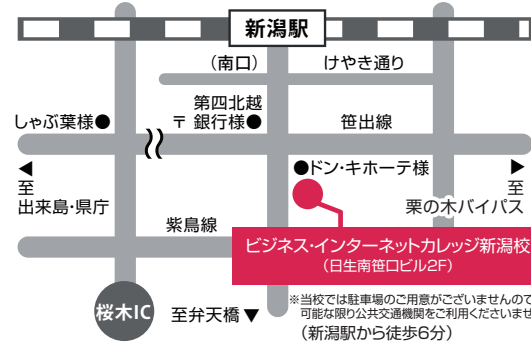 新潟駅
(南口)
けやき通り
第四北越
〒 銀行様●
しゃぶ葉様●
笹出線
◀
至
出来島・県庁
●ドン・キホーテ様
▶
至
栗の木バイパス
紫鳥線
ビジネス・インターネットカレッジ新潟校
(日生南笹口ビル2F)
桜木IC
至弁天橋▼
※当校では駐車場のご用意がございませんので
可能な限り公共交通機関をご利用くださいませ
(新潟駅から徒歩6分)